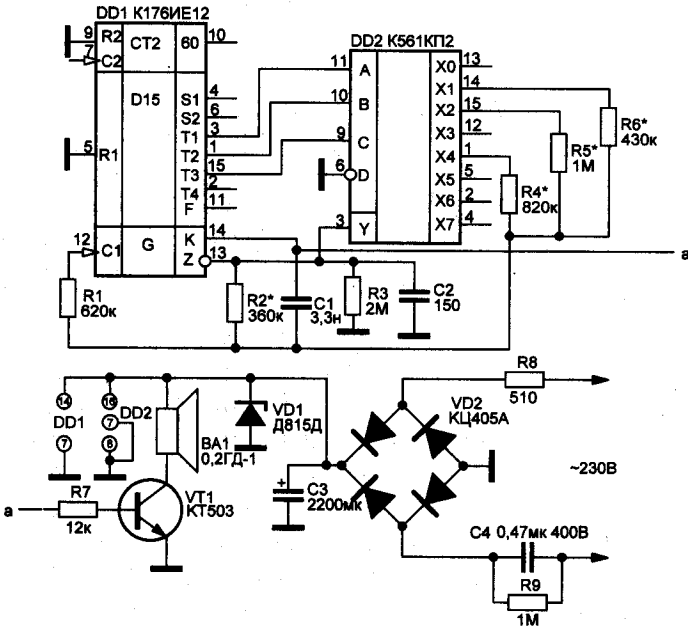 DD1 К176ИЕ12
9
R2
СТ2
60
10
7
С2
D15
S1
4
S2
6
T1
3
5
R1
T2
1
T3
15
T4
2
F
11
12
C1
G
K
14
Z
13
DD2 К561КП2
11
A
X0
13
X1
14
10
B
X2
15
9
C
X3
12
X4
1
6
D
X5
5
X6
2
3
Y
X7
4
R6*
430к
R5*
1М
R4*
820к
а
R1
620к
R2*
360к
C1
3,3н
R3
2М
C2
150
14
DD1
7
16
7
8
DD2
ВА1
0,2ГД-1
VD1
Д815Д
VD2
КЦ405А
R8
510
~230В
+
C3
2200мк
а
R7
12к
VT1
КТ503
C4 0,47мк 400В
R9
1М